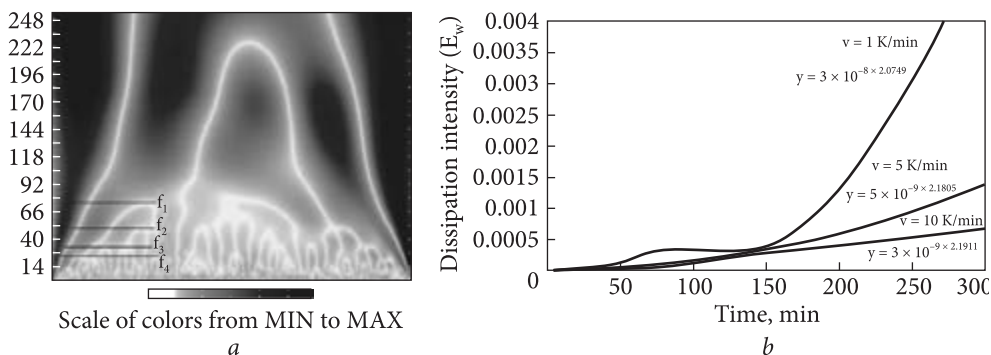 248
222
196
170
144
118
92
66
40
14
f1
f2
f3
f4
Scale of colors from MIN to MAX
a
Dissipation intensity (Ew)
0.004
0.0035
0.003
0.0025
0.002
0.0015
0.001
0.0005
0
50
100
150
200
250
300
Time, min
v = 1 K/min
y = 3 × 10^–8 × 2.0749
v = 5 K/min
y = 5 × 10^–9 × 2.1805
v = 10 K/min
y = 3 × 10^–9 × 2.1911
b